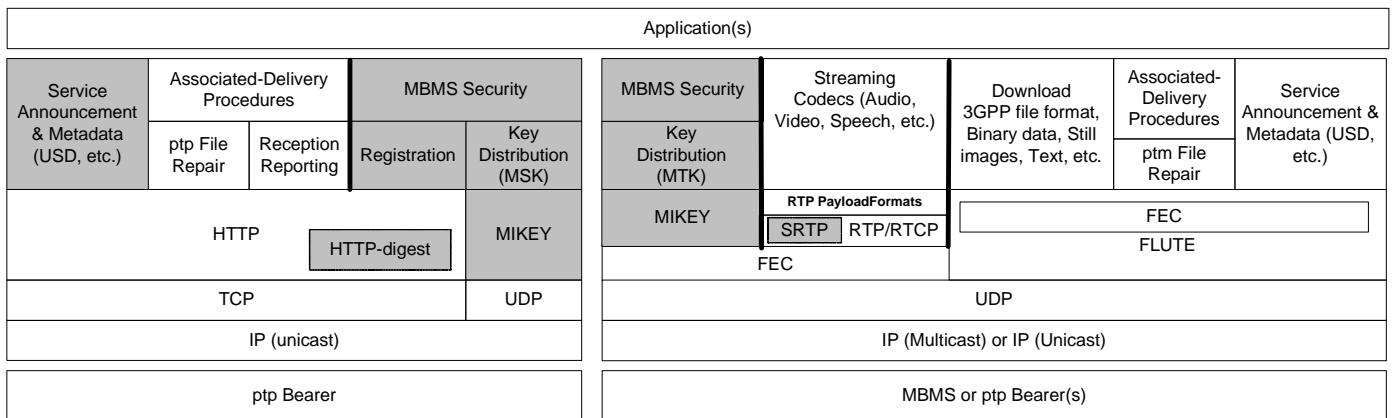 Application(s)
Service
Announcement
& Metadata
(USD, etc.)
Associated-Delivery
Procedures
ptp File
Repair
Reception
Reporting
MBMS Security
Registration
Key
Distribution
(MSK)
HTTP
HTTP-digest
MIKEY
TCP
UDP
IP (unicast)
ptp Bearer
MBMS Security
Key
Distribution
(MTK)
MIKEY
Streaming
Codecs (Audio,
Video, Speech, etc.)
RTP PayloadFormats
SRTP
RTP/RTCP
FEC
Download
3GPP file format,
Binary data, Still
images, Text, etc.
Associated-
Delivery
Procedures
ptm File
Repair
Service
Announcement &
Metadata (USD,
etc.)
FEC
FLUTE
UDP
IP (Multicast) or IP (Unicast)
MBMS or ptp Bearer(s)